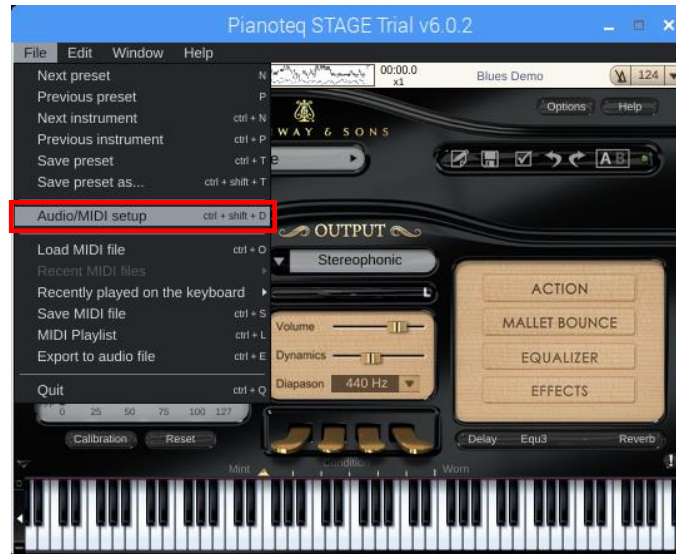 Pianoteq STAGE Trial v6.0.2
File Edit Window Help
Next preset N
Previous preset P
Next instrument ctrl + N
Previous instrument ctrl + P
Save preset ctrl + T
Save preset as... ctrl + shift + T
Audio/MIDI setup ctrl + shift + D
Load MIDI file ctrl + O
Recent MIDI files
Recently played on the keyboard
Save MIDI file ctrl + S
MIDI Playlist ctrl + L
Export to audio file ctrl + E
Quit ctrl + Q
00:00.0
x1
Blues Demo
124
Options Help
WAY & SONS
A B
OUTPUT
Stereophonic
Volume
Dynamics
Diapason 440 Hz
ACTION
MALLET BOUNCE
EQUALIZER
EFFECTS
0 25 50 75 100 127
Calibration Reset
Delay Equ3 Reverb
Mint Condition Worn